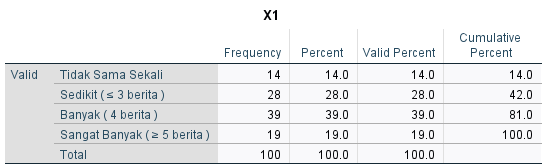 X1
Frequency Percent Valid Percent Cumulative Percent
Valid Tidak Sama Sekali 14 14.0 14.0 14.0
Sedikit ( ≤ 3 berita ) 28 28.0 28.0 42.0
Banyak ( 4 berita ) 39 39.0 39.0 81.0
Sangat Banyak ( ≥ 5 berita ) 19 19.0 19.0 100.0
Total 100 100.0 100.0